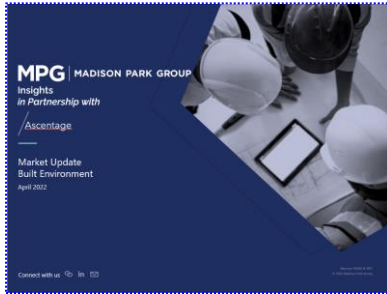 MPG | MADISON PARK GROUP
Insights
in Partnership with
Ascentage
Market Update
Built Environment
April 2022
Connect with us